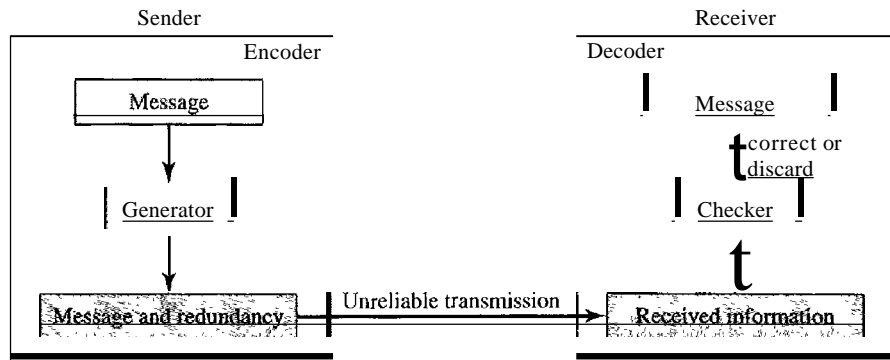 Sender
Receiver
Encoder
Decoder
Message
Message
correct or
discard
Generator
Checker
Unreliable transmission
Message and redundancy
Received information